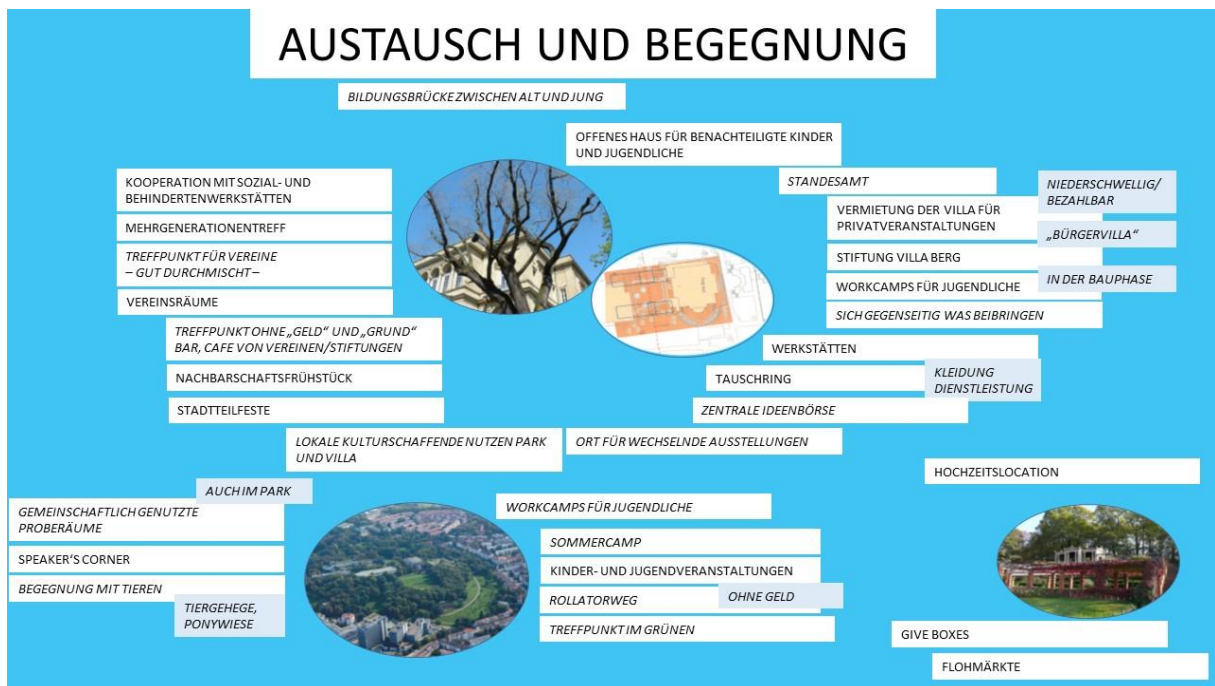 AUSTAUSCH UND BEGEGNUNG
BILDUNGSBRÜCKE ZWISCHEN ALT UND JUNG
OFFENES HAUS FÜR BENACHTEILIGTE KINDER
UND JUGENDLICHE
KOOPERATION MIT SOZIAL- UND
BEHINDERTENWERKSTÄTTEN
MEHRGENERATIONENTREFF
TREFFPUNKT FÜR VEREINE
– GUT DURCHMISCHT –
VEREINSRÄUME
TREFFPUNKT OHNE „GELD“ UND „GRUND“
BAR, CAFE VON VEREINEN/STIFTUNGEN
NACHBARSCHAFTSFRÜHSTÜCK
STADTTEILFESTE
LOKALE KULTURSCHAFFENDE NUTZEN PARK
UND VILLA
STANDESAMT
NIEDERSCHWELLIG/
BEZAHLBAR
VERMIETUNG DER VILLA FÜR
PRIVATVERANSTALTUNGEN
„BÜRGERVILLA“
STIFTUNG VILLA BERG
WORKCAMPS FÜR JUGENDLICHE
IN DER BAUPHASE
SICH GEGENSEITIG WAS BEIBRINGEN
WERKSTÄTTEN
TAUSCHRING
KLEIDUNG
DIENSTLEISTUNG
ZENTRALE IDEENBÖRSE
ORT FÜR WECHSELNDE AUSSTELLUNGEN
AUCH IM PARK
GEMEINSCHAFTLICH GENUTZTE
PROBERÄUME
SPEAKER‘S CORNER
BEGEGNUNG MIT TIEREN
TIERGEHEGE,
PONYWIESE
WORKCAMPS FÜR JUGENDLICHE
SOMMERCAMP
KINDER- UND JUGENDVERANSTALTUNGEN
ROLLATORWEG
OHNE GELD
TREFFPUNKT IM GRÜNEN
HOCHZEITSLOCATION
GIVE BOXES
FLOHMÄRKTE